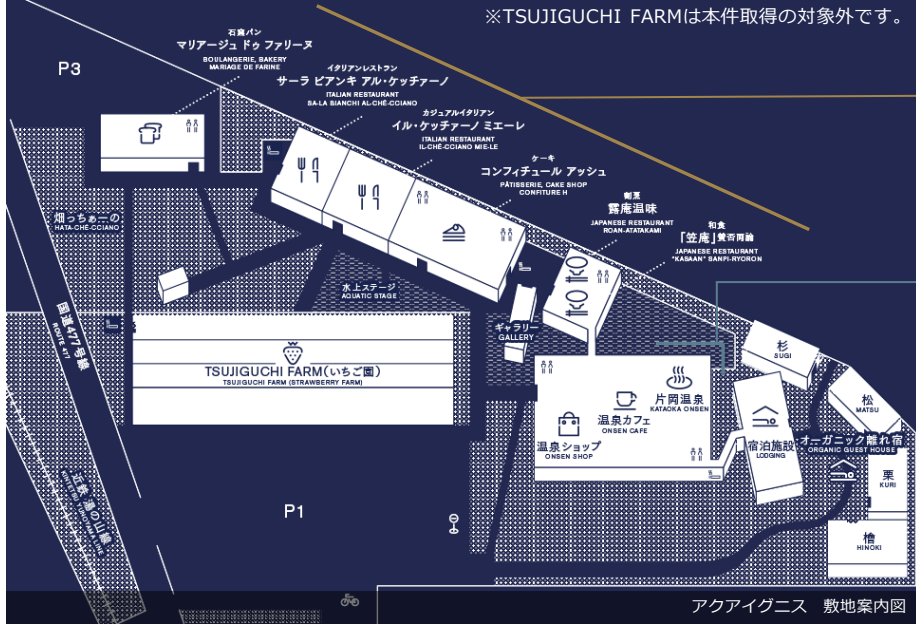 ※TSUJIGUCHI FARMは本件取得の対象外です。
P3
石窯パン
マリアージュ ドゥ ファリーヌ
BOULANGERIE, BAKERY
MARIAGE DE FARINE
イタリアンレストラン
サーラ ビアンキ アル・ケッチァーノ
ITALIAN RESTAURANT
SA-LA BIANCHI AL-CHÉ-CCIANO
カジュアルイタリアン
イル・ケッチァーノ ミエーレ
ITALIAN RESTAURANT
IL-CHÉ-CCIANO MIE-LE
ケーキ
コンフィチュール アッシュ
PÂTISSERIE, CAKE SHOP
CONFITURE H
割烹
露庵温味
JAPANESE RESTAURANT
ROAN-ATATAKAMI
和食
「笠庵」賛否両論
JAPANESE RESTAURANT
"KASAAN" SANPI-RYORON
畑っちぁーの
HATA-CHÉ-CCIANO
水上ステージ
AQUATIC STAGE
ギャラリー
GALLERY
国道477号線
ROUTE 477
TSUJIGUCHI FARM(いちご園)
TSUJIGUCHI FARM (STRAWBERRY FARM)
杉
SUGI
松
MATSU
片岡温泉
KATAOKA ONSEN
温泉カフェ
ONSEN CAFE
温泉ショップ
ONSEN SHOP
宿泊施設
LODGING
オーガニック離れ宿
ORGANIC GUEST HOUSE
栗
KURI
檜
HINOKI
近鉄 湯の山線
P1
アクアイグニス 敷地案内図